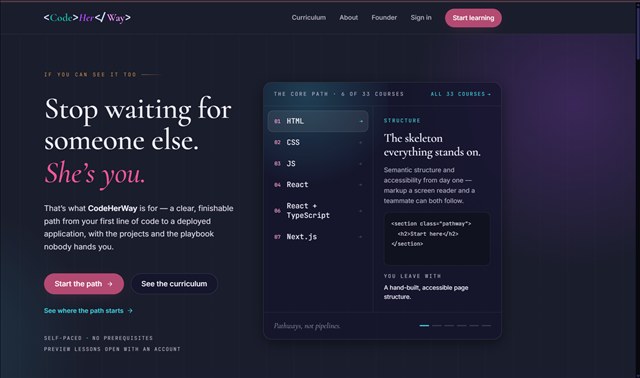 <Code>Her</Way>
Curriculum
About
Founder
Sign in
Start learning
IF YOU CAN SEE IT TOO
Stop waiting for
someone else.
She's you.
That's what CodeHerWay is for — a clear, finishable
path from your first line of code to a deployed
application, with the projects and the playbook
nobody hands you.
Start the path →
See the curriculum
See where the path starts →
SELF-PACED · NO PREREQUISITES
PREVIEW LESSONS OPEN WITH AN ACCOUNT
THE CORE PATH · 6 OF 33 COURSES
ALL 33 COURSES →
01 HTML →
02 CSS
03 JS
04 React
06 React +
TypeScript
07 Next.js
STRUCTURE
The skeleton
everything stands on.
Semantic structure and
accessibility from day one —
markup a screen reader and a
teammate can both follow.
<section class="pathway">
<h2>Start here</h2>
</section>
YOU LEAVE WITH
A hand-built, accessible page
structure.
Pathways, not pipelines.